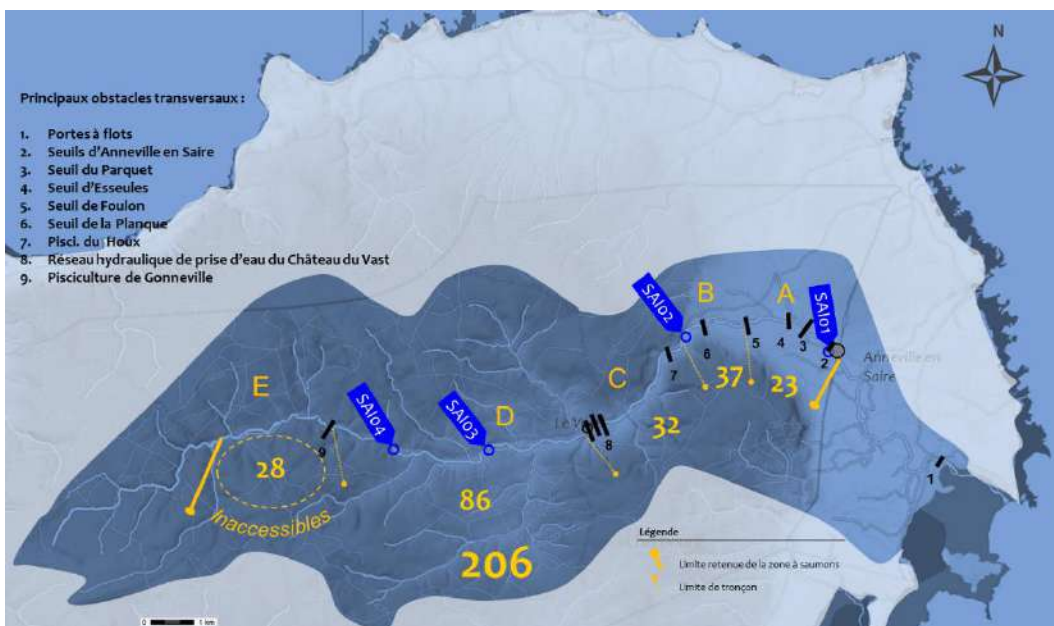 N
Principaux obstacles transversaux :
1. Portes à flots
2. Seuils d'Anneville en Saire
3. Seuil du Parquet
4. Seuil d'Esseules
5. Seuil de Foulon
6. Seuil de la Planque
7. Pisci. du Houx
8. Réseau hydraulique de prise d'eau du Château du Vast
9. Pisciculture de Gonneville
SAI02
B
A
SAI01
6
5
4
3
2
Anneville en
Saire
7
37
23
E
C
SAI04
SAI03
D
Le
32
8
9
28
1
86
Inaccessibles
206
Légende
Limite retenue de la zone à saumons
Limite de tronçon
0 1 km